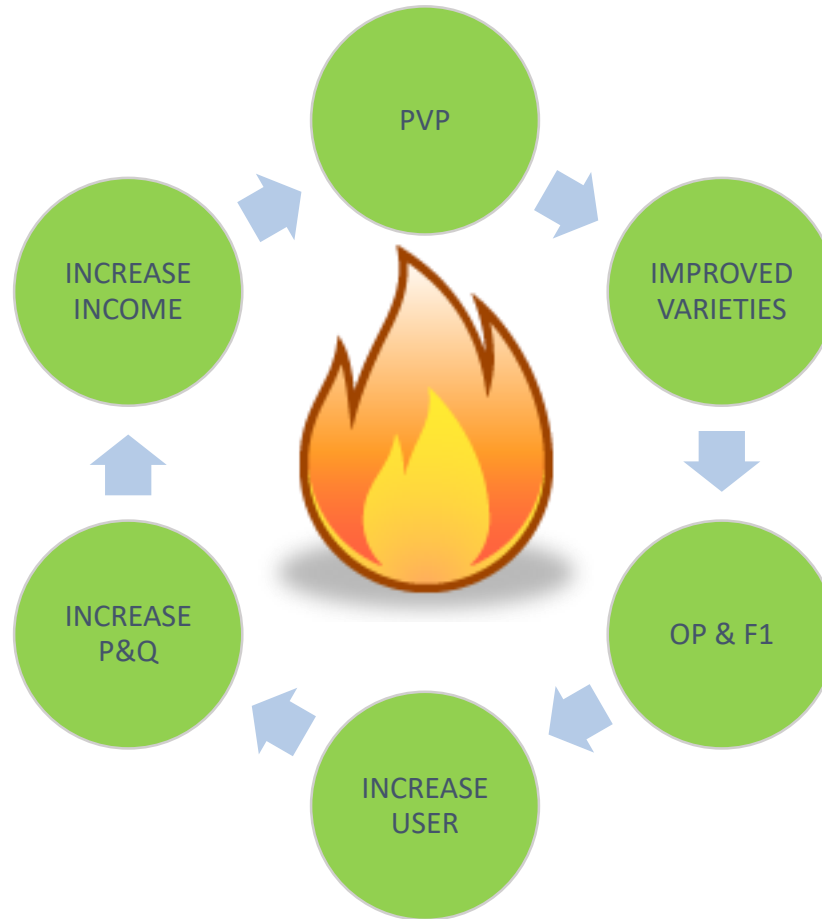 PVP
IMPROVED
VARIETIES
OP & F1
INCREASE
USER
INCREASE
P&Q
INCREASE
INCOME